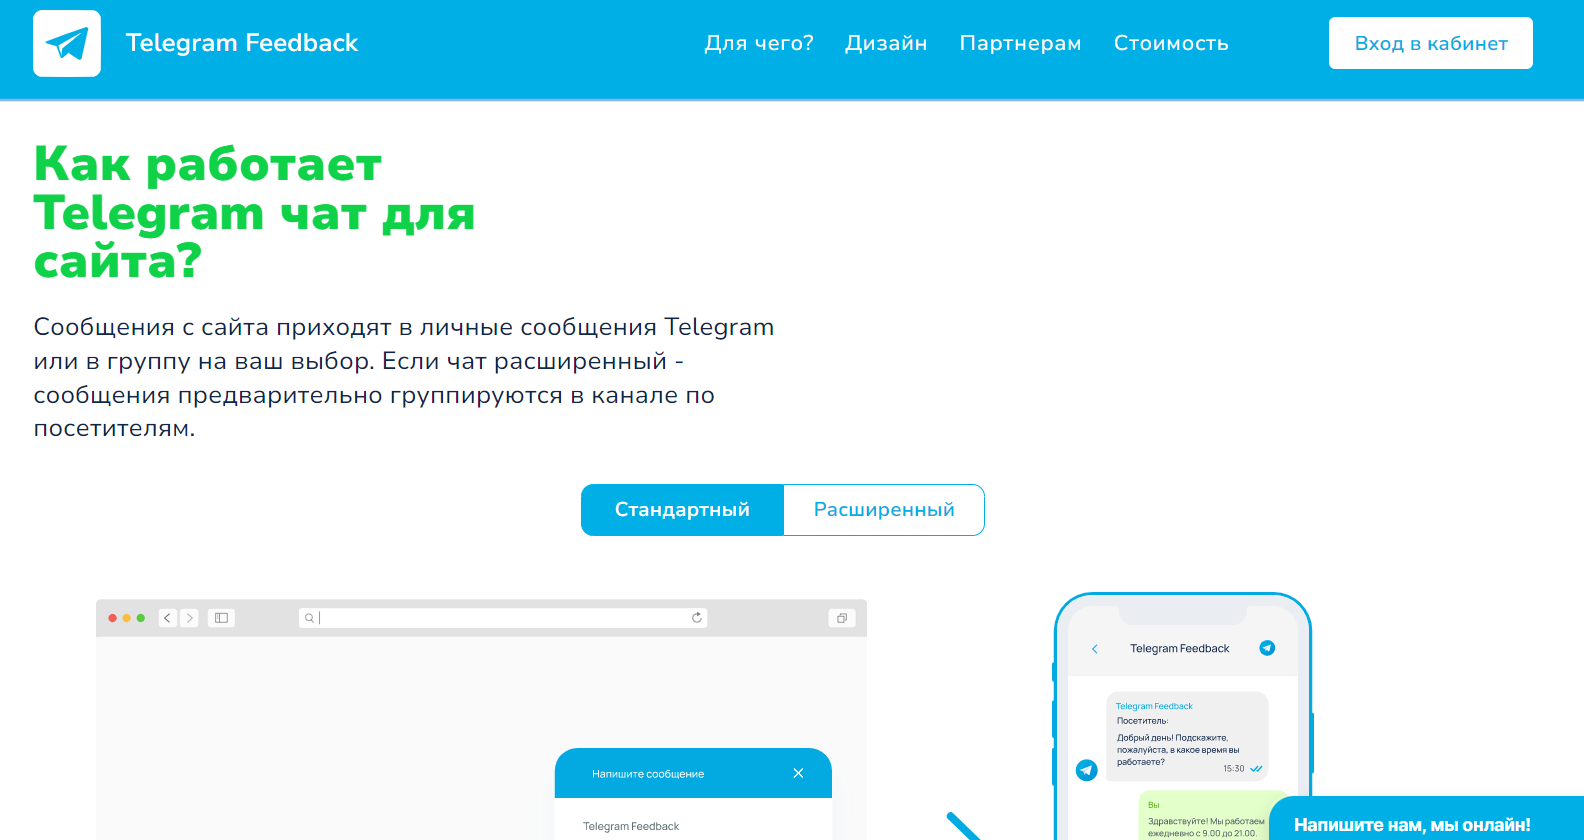 Telegram Feedback
Для чего?
Дизайн
Партнерам
Стоимость
Вход в кабинет
Как работает
Telegram чат для
сайта?
Сообщения с сайта приходят в личные сообщения Telegram
или в группу на ваш выбор. Если чат расширенный -
сообщения предварительно группируются в канале по
посетителям.
Стандартный
Расширенный
Напишите сообщение
Telegram Feedback
Telegram Feedback
Telegram Feedback
Посетитель:
Добрый день! Подскажите,
пожалуйста, в какое время вы
работаете?
15:30
Вы
Здравствуйте! Мы работаем
ежедневно с 9.00 до 21.00.
Напишите нам, мы онлайн!